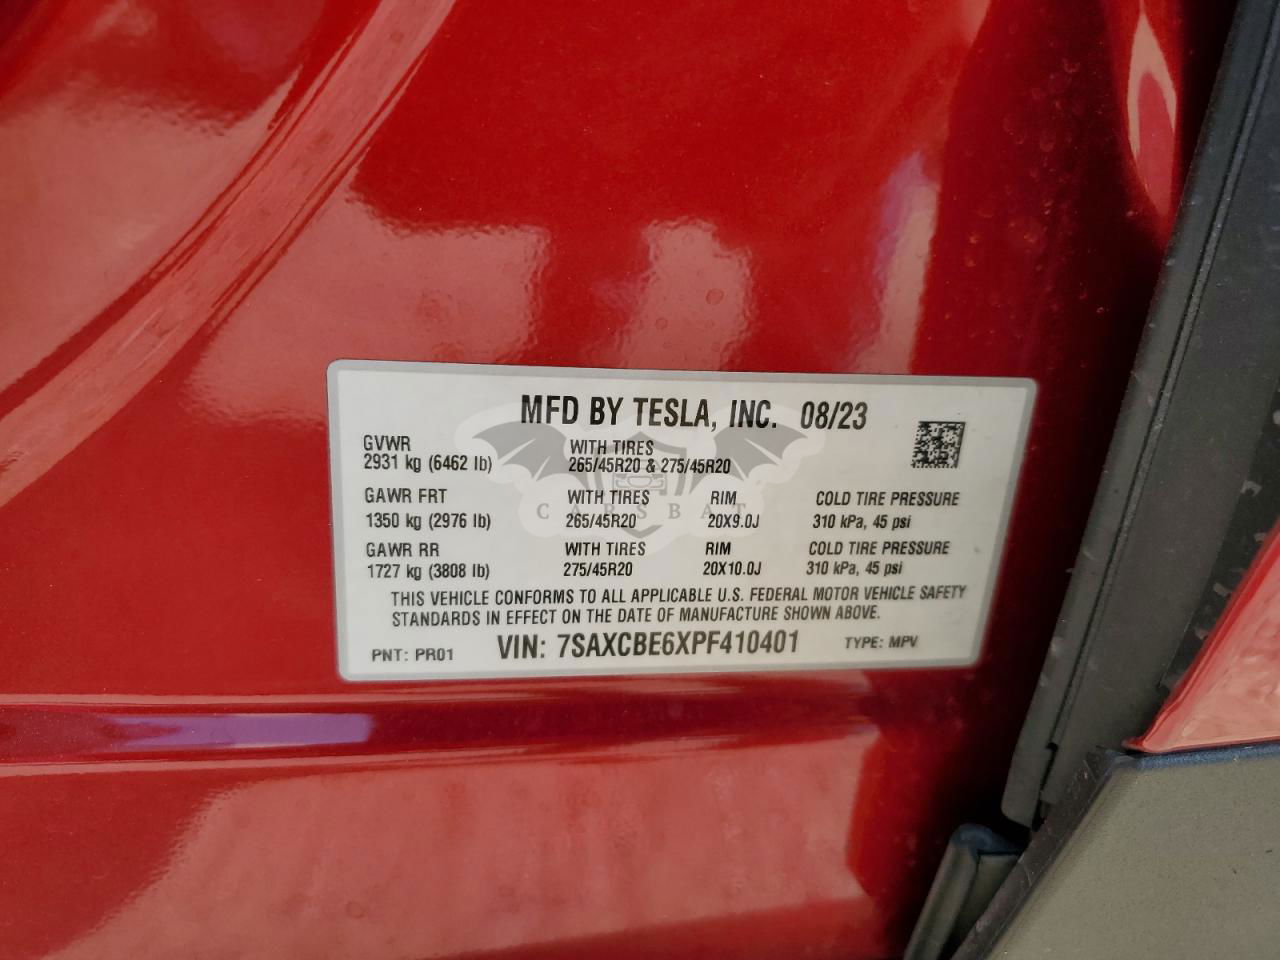 MFD BY TESLA, INC. 08/23
GVWR
2931 kg (6462 lb)
WITH TIRES
265/45R20 & 275/45R20
GAWR FRT
1350 kg (2976 lb)
WITH TIRES
265/45R20
RIM
20X9.0J
COLD TIRE PRESSURE
310 kPa, 45 psi
CARSBAT
GAWR RR
1727 kg (3808 lb)
WITH TIRES
275/45R20
RIM
20X10.0J
COLD TIRE PRESSURE
310 kPa, 45 psi
THIS VEHICLE CONFORMS TO ALL APPLICABLE U.S. FEDERAL MOTOR VEHICLE SAFETY
STANDARDS IN EFFECT ON THE DATE OF MANUFACTURE SHOWN ABOVE.
PNT: PR01 VIN: 7SAXCBE6XPF410401 TYPE: MPV